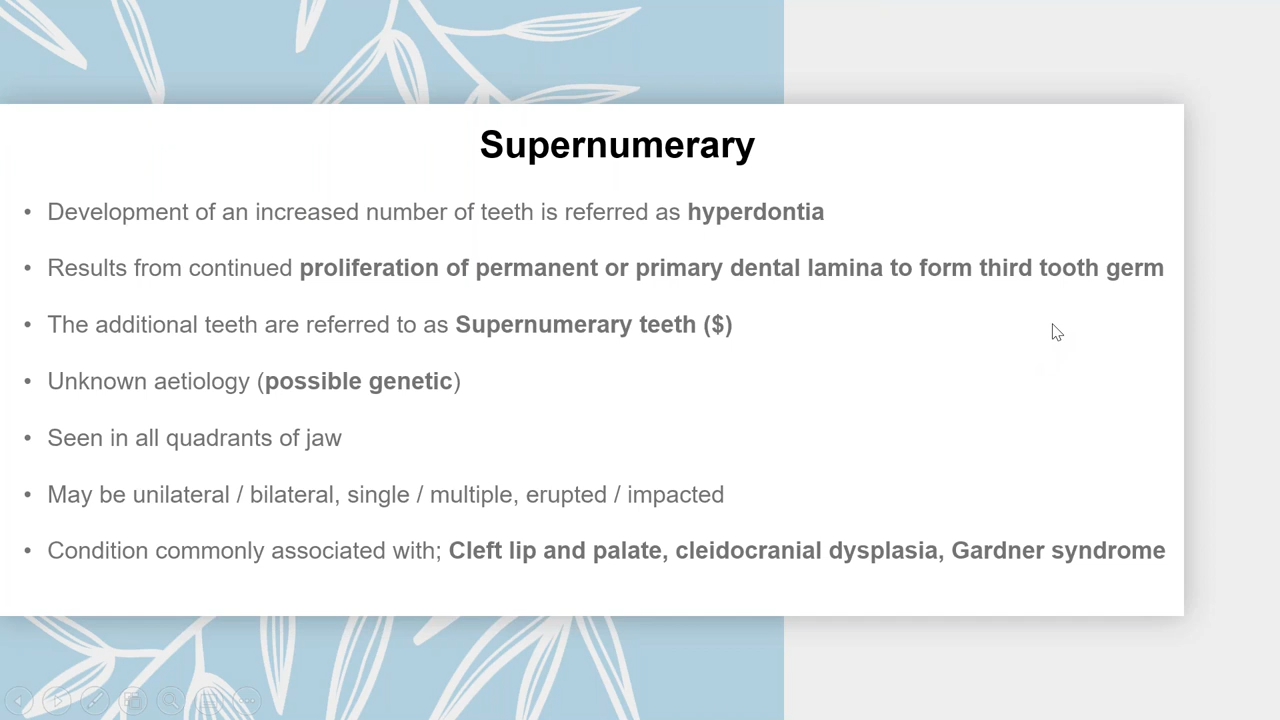 Supernumerary
• Development of an increased number of teeth is referred as hyperdontia
• Results from continued proliferation of permanent or primary dental lamina to form third tooth germ
• The additional teeth are referred to as Supernumerary teeth ($)
• Unknown aetiology (possible genetic)
• Seen in all quadrants of jaw
• May be unilateral / bilateral, single / multiple, erupted / impacted
• Condition commonly associated with; Cleft lip and palate, cleidocranial dysplasia, Gardner syndrome